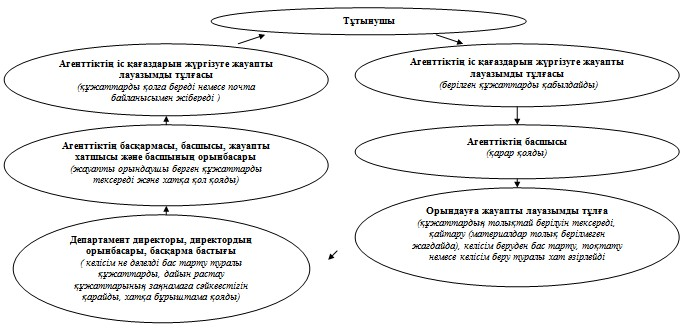 Тұтынушы
Агенттіктің іс қағаздарын жүргізуге жауапты
лауазымды тұлғасы
(берілген құжаттарды қабылдайды)
Агенттіктің басшысы
(қарар қояды)
Орындауға жауапты лауазымды тұлға
(құжаттардың толықтай берілуін тексереді,
қайтару (материалдар толық берілмеген
жағдайда), келісім беруден бас тарту, тоқтату
немесе келісім беру туралы хат әзірлейді
Департамент директоры, директордың
орынбасары, басқарма бастығы
( келісім не дәлелді бас тарту туралы
құжаттарды, дайын растау
құжаттарының заңнамаға сәйкестігін
қарайды, хатқа бұрыштама қояды)
Агенттіктің басқармасы, басшысы, жауапты
хатшысы және басшының орынбасары
(жауапты орындаушы берген құжаттарды
тексереді және хатқа қол қояды)
Агенттіктің іс қағаздарын жүргізуге жауапты
лауазымды тұлғасы
(құжаттарды қолға береді немесе почта
байланысымен жібереді )